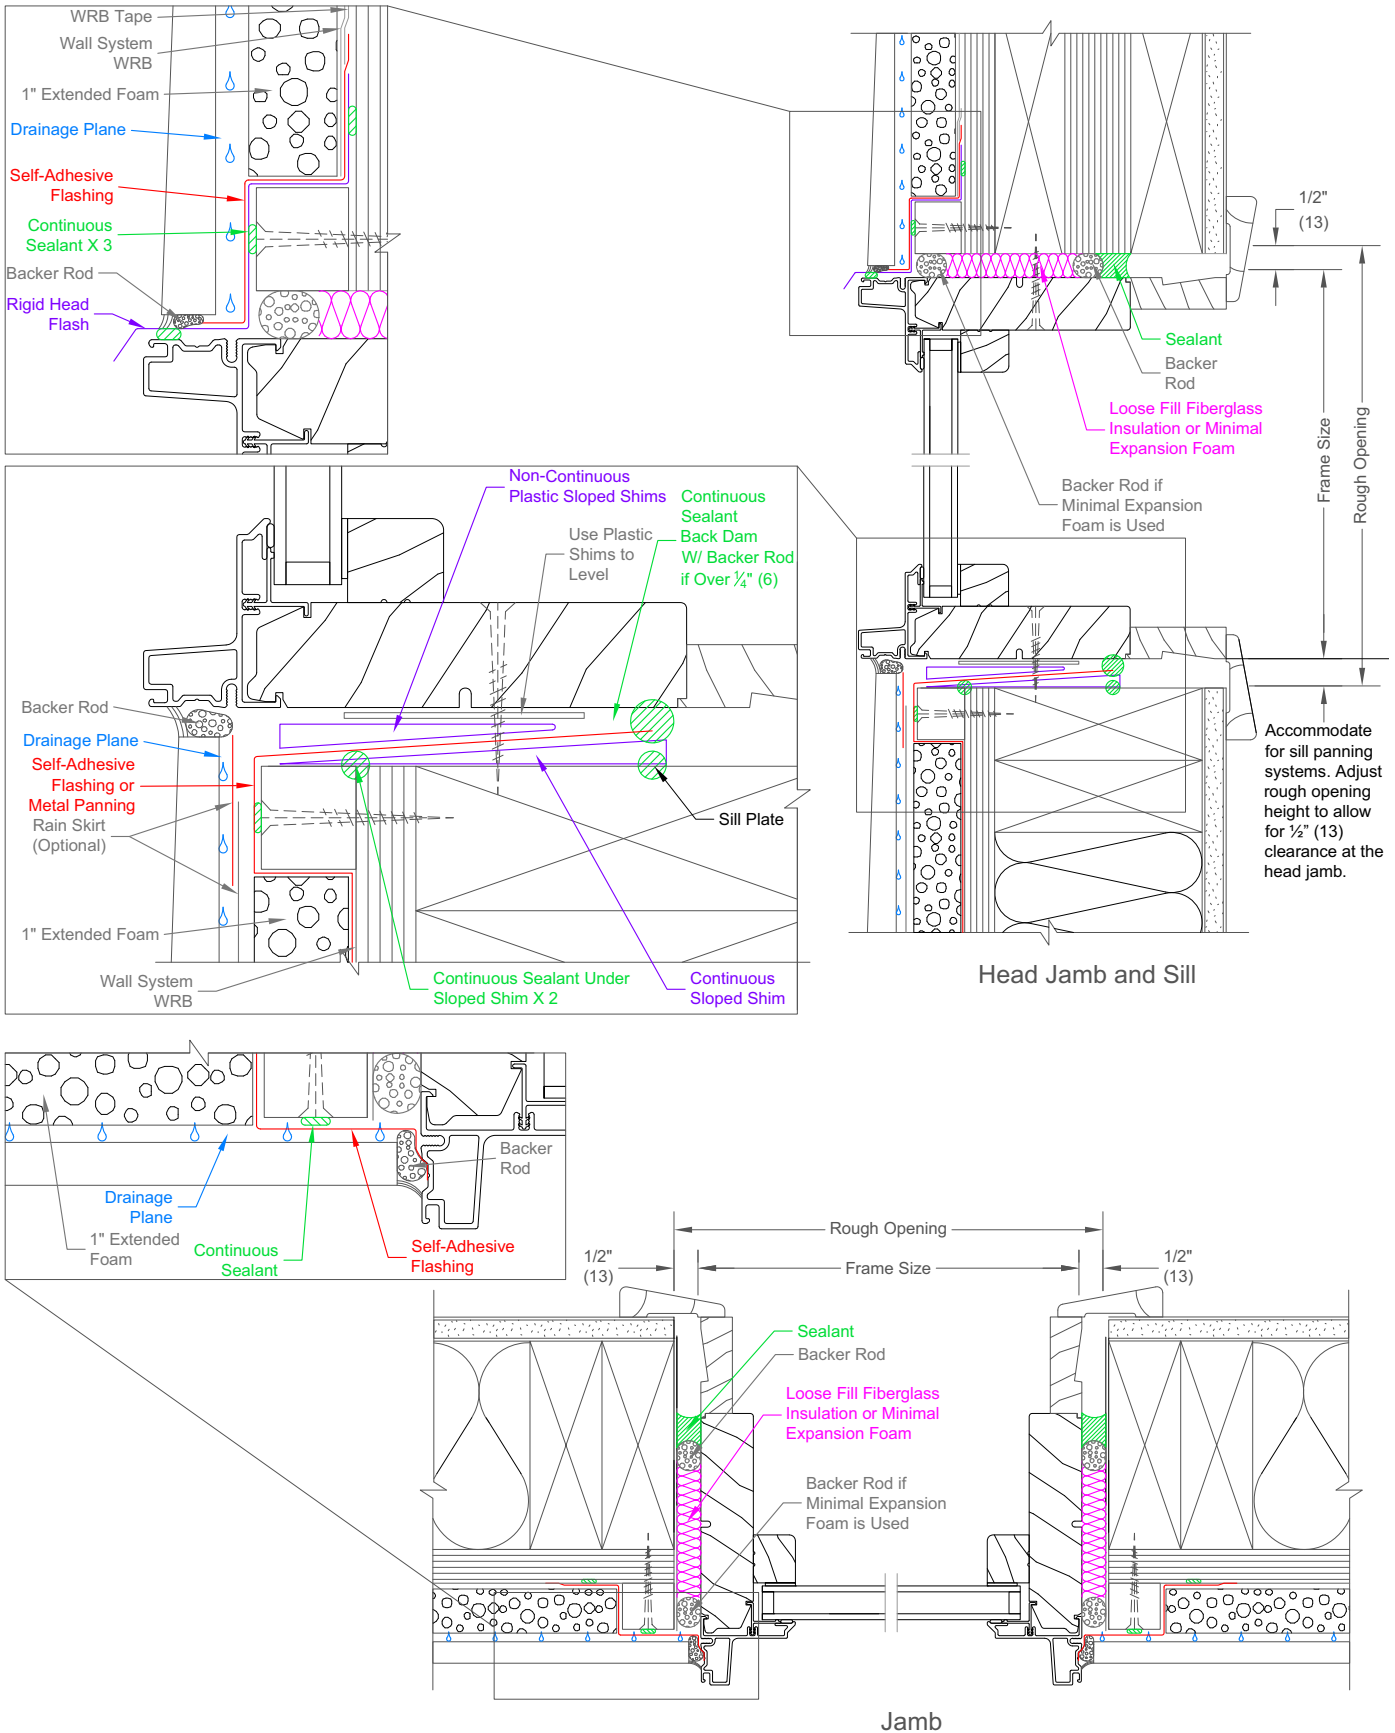 WRB Tape
Wall System
WRB
1" Extended Foam
Drainage Plane
Self-Adhesive
Flashing
Continuous
Sealant X 3
Backer Rod
Rigid Head
Flash
1/2"
(13)
Sealant
Backer
Rod
Loose Fill Fiberglass
Insulation or Minimal
Expansion Foam
Backer Rod if
Minimal Expansion
Foam is Used
Frame Size
Rough Opening
Non-Continuous
Plastic Sloped Shims
Use Plastic
Shims to
Level
Continuous
Sealant
Back Dam
W/ Backer Rod
if Over ¼" (6)
Backer Rod
Drainage Plane
Self-Adhesive
Flashing or
Metal Panning
Rain Skirt
(Optional)
1" Extended Foam
Wall System
WRB
Sill Plate
Continuous Sealant Under
Sloped Shim X 2
Continuous
Sloped Shim
Accommodate
for sill panning
systems. Adjust
rough opening
height to allow
for ½” (13)
clearance at the
head jamb.
Head Jamb and Sill
Backer
Rod
Drainage
Plane
1" Extended
Foam
Continuous
Sealant
Self-Adhesive
Flashing
Rough Opening
1/2"
(13)
Frame Size
1/2"
(13)
Sealant
Backer Rod
Loose Fill Fiberglass
Insulation or Minimal
Expansion Foam
Backer Rod if
Minimal Expansion
Foam is Used
Jamb